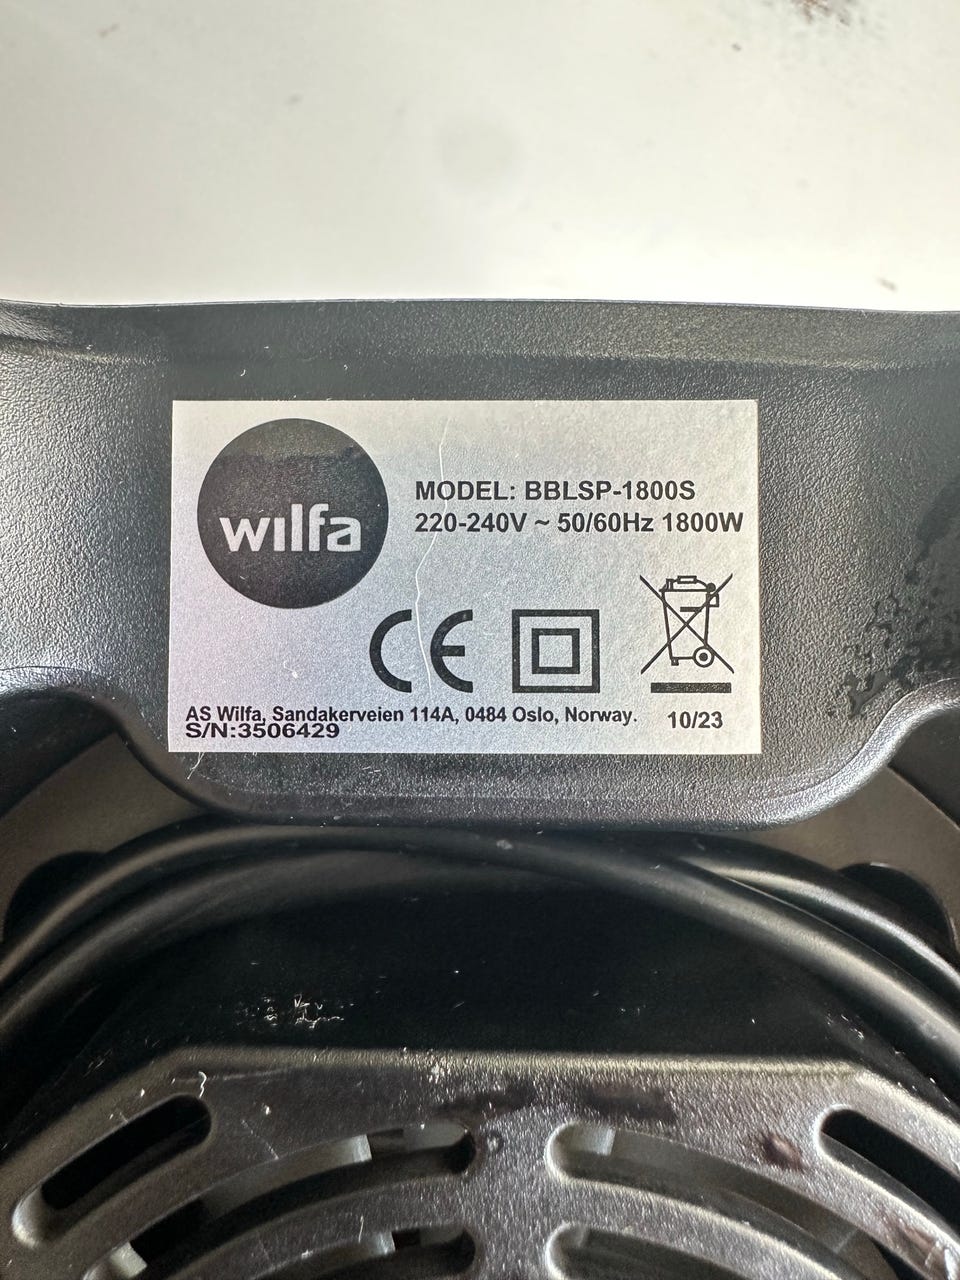 wilfa
MODEL: BBLSP-1800S
220-240V ~ 50/60Hz 1800W
CE
AS Wilfa, Sandakerveien 114A, 0484 Oslo, Norway.
S/N:3506429
10/23